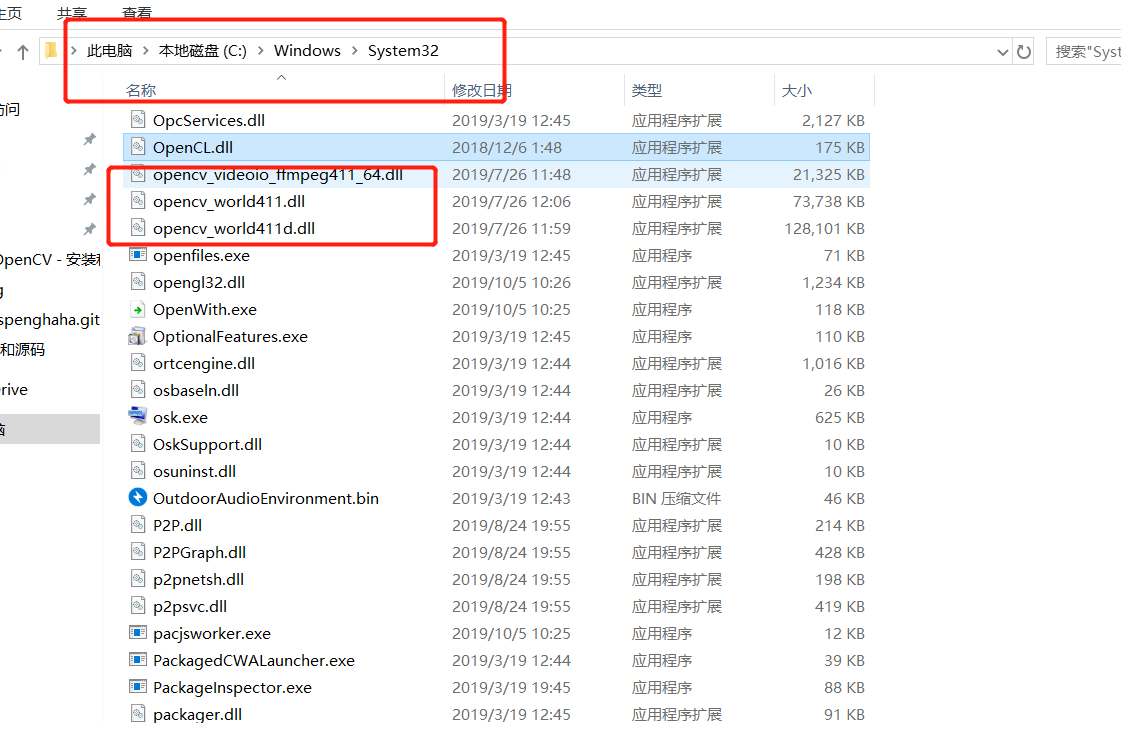 主页 共享 查看
此电脑 > 本地磁盘 (C:) > Windows > System32
搜索"Syst
名称 修改日期 类型 大小
OpcServices.dll 2019/3/19 12:45 应用程序扩展 2,127 KB
OpenCL.dll 2018/12/6 1:48 应用程序扩展 175 KB
opencv_videoio_ffmpeg411_64.dll 2019/7/26 11:48 应用程序扩展 21,325 KB
opencv_world411.dll 2019/7/26 12:06 应用程序扩展 73,738 KB
opencv_world411d.dll 2019/7/26 11:59 应用程序扩展 128,101 KB
openfiles.exe 2019/3/19 12:45 应用程序 71 KB
opengl32.dll 2019/10/5 10:26 应用程序扩展 1,234 KB
OpenWith.exe 2019/10/5 10:25 应用程序 118 KB
OptionalFeatures.exe 2019/3/19 12:45 应用程序 110 KB
ortcengine.dll 2019/3/19 12:44 应用程序扩展 1,016 KB
osbaseln.dll 2019/3/19 12:44 应用程序扩展 26 KB
osk.exe 2019/3/19 12:44 应用程序 625 KB
OskSupport.dll 2019/3/19 12:44 应用程序扩展 10 KB
osuninst.dll 2019/3/19 12:44 应用程序扩展 10 KB
OutdoorAudioEnvironment.bin 2019/3/19 12:43 BIN 压缩文件 46 KB
P2P.dll 2019/8/24 19:55 应用程序扩展 214 KB
P2PGraph.dll 2019/8/24 19:55 应用程序扩展 428 KB
p2pnetsh.dll 2019/8/24 19:55 应用程序扩展 198 KB
p2psvc.dll 2019/8/24 19:55 应用程序扩展 419 KB
pacjsworker.exe 2019/10/5 10:25 应用程序 12 KB
PackagedCWALauncher.exe 2019/3/19 12:44 应用程序 39 KB
PackageInspector.exe 2019/3/19 19:45 应用程序 88 KB
packager.dll 2019/3/19 12:45 应用程序扩展 91 KB
访问
OpenCV - 安装
g
spenghaha.git
和源码
rive
脑